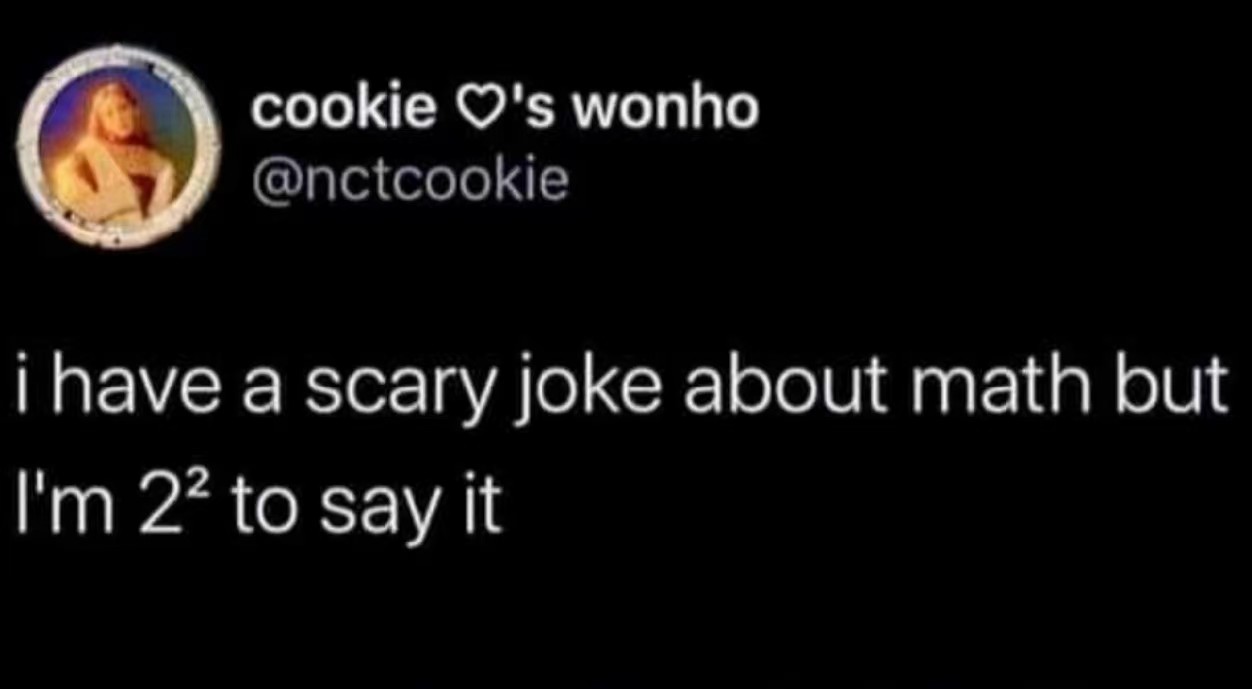 cookie ♡'s wonho
@nctcookie
i have a scary joke about math but
I'm 2² to say it